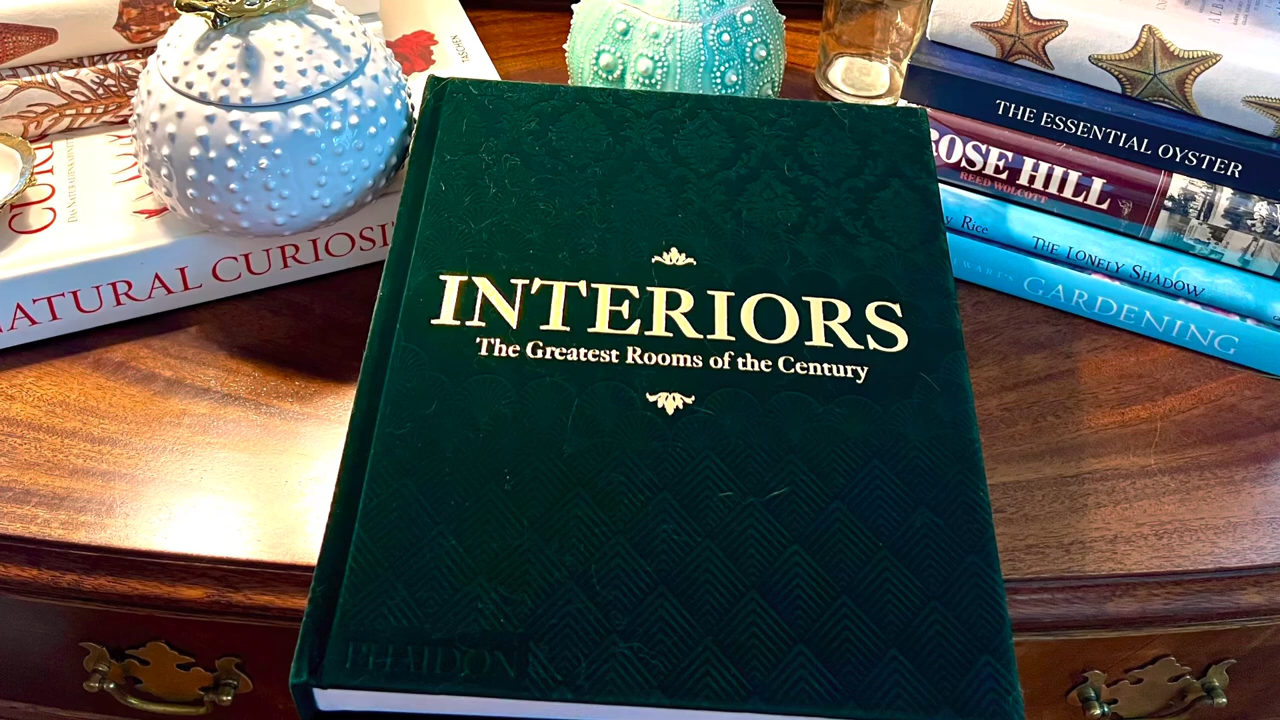 TASCHEN
NATURAL CURIOSI
INTERIORS
The Greatest Rooms of the Century
PHAIDON
THE ESSENTIAL OYSTER
ROSE HILL
REED WOLCOTT
Rice
THE LONELY SHADOW
GARDENING